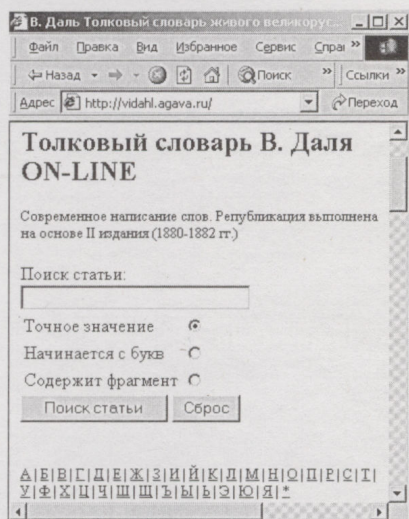 В. Даль Толковый словарь живого великорус...
Файл Правка Вид Избранное Сервис Справ »
Назад Поиск » Ссылки »
Адрес http://vidahl.agava.ru/ Переход
Толковый словарь В. Даля
ON-LINE
Современное написание слов. Републикация выполнена
на основе II издания (1880-1882 гг.)
Поиск статьи:
Точное значение
Начинается с букв
Содержит фрагмент
Поиск статьи Сброс
А|Б|В|Г|Д|Е|Ж|З|И|Й|К|Л|М|Н|О|П|Р|С|Т|
У|Ф|Х|Ц|Ч|Ш|Щ|Ъ|Ы|Ь|Э|Ю|Я|*